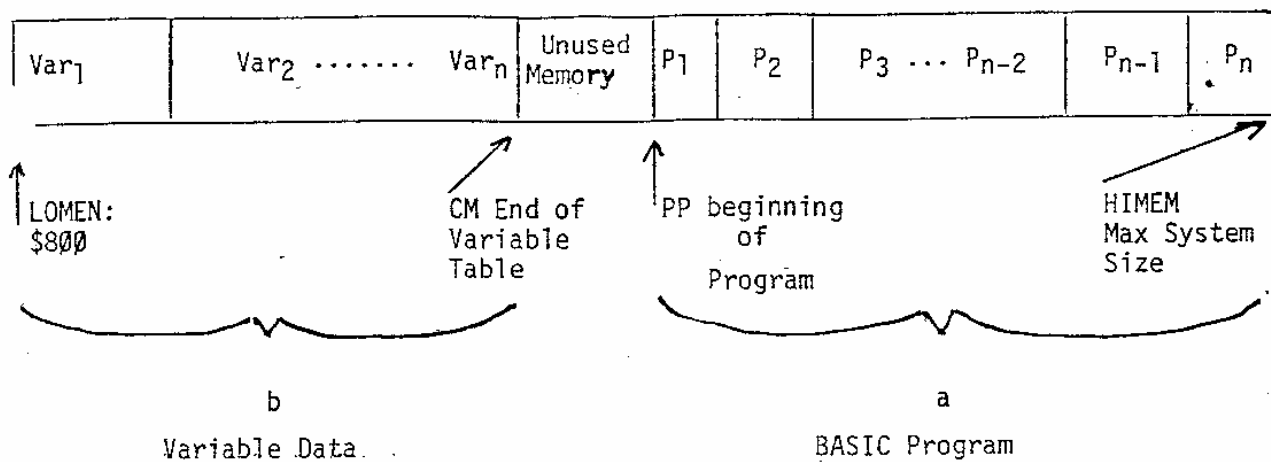 Var1 Var2 ....... Varn Unused Memory P1 P2 P3 ... Pn-2 Pn-1 Pn
LOMEN:
$800
CM End of
Variable
Table
PP beginning
of
Program
HIMEM
Max System
Size
b
Variable Data
a
BASIC Program